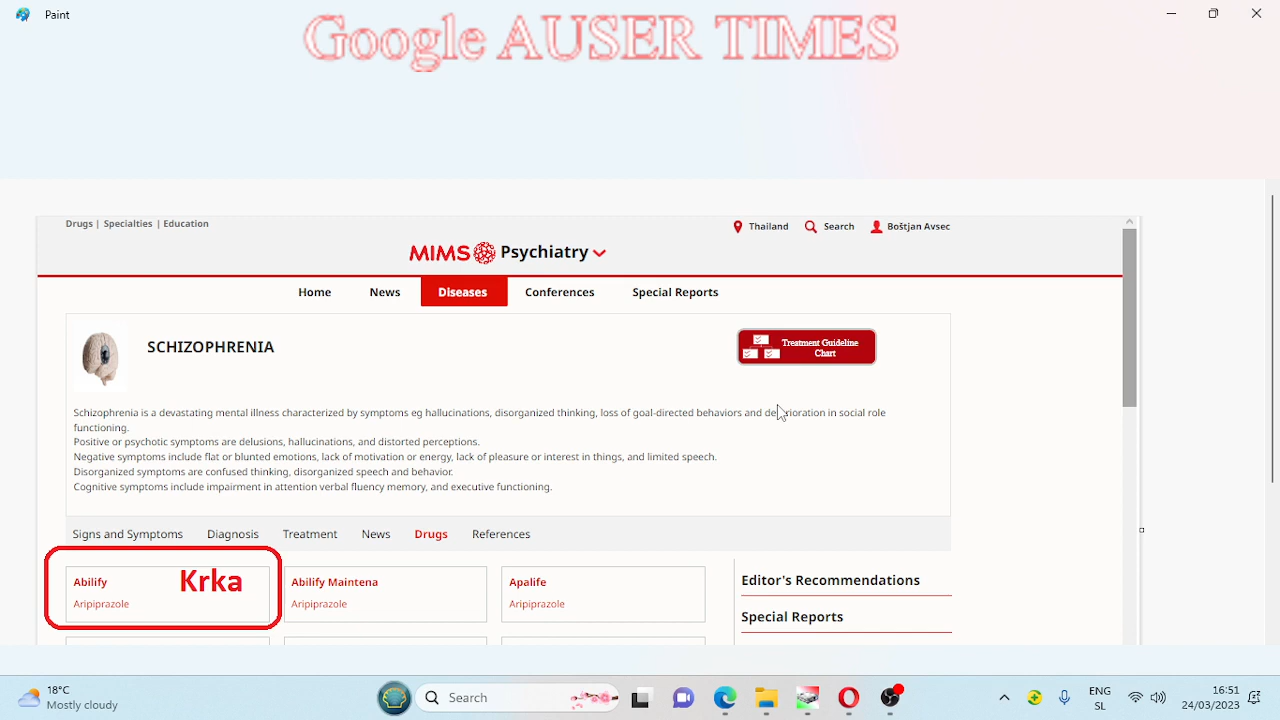 Paint
Google AUSER TIMES
Drugs | Specialties | Education
Thailand Search Boštjan Avsec
MIMS Psychiatry
Home News Diseases Conferences Special Reports
SCHIZOPHRENIA
Treatment Guideline
Chart
Schizophrenia is a devastating mental illness characterized by symptoms eg hallucinations, disorganized thinking, loss of goal-directed behaviors and deterioration in social role
functioning.
Positive or psychotic symptoms are delusions, hallucinations, and distorted perceptions.
Negative symptoms include flat or blunted emotions, lack of motivation or energy, lack of pleasure or interest in things, and limited speech.
Disorganized symptoms are confused thinking, disorganized speech and behavior.
Cognitive symptoms include impairment in attention verbal fluency memory, and executive functioning.
Signs and Symptoms Diagnosis Treatment News Drugs References
Abilify Krka
Aripiprazole
Abilify Maintena
Aripiprazole
Apalife
Aripiprazole
Editor's Recommendations
Special Reports
18°C
Mostly cloudy
Search
ENG
SL
16:51
24/03/2023